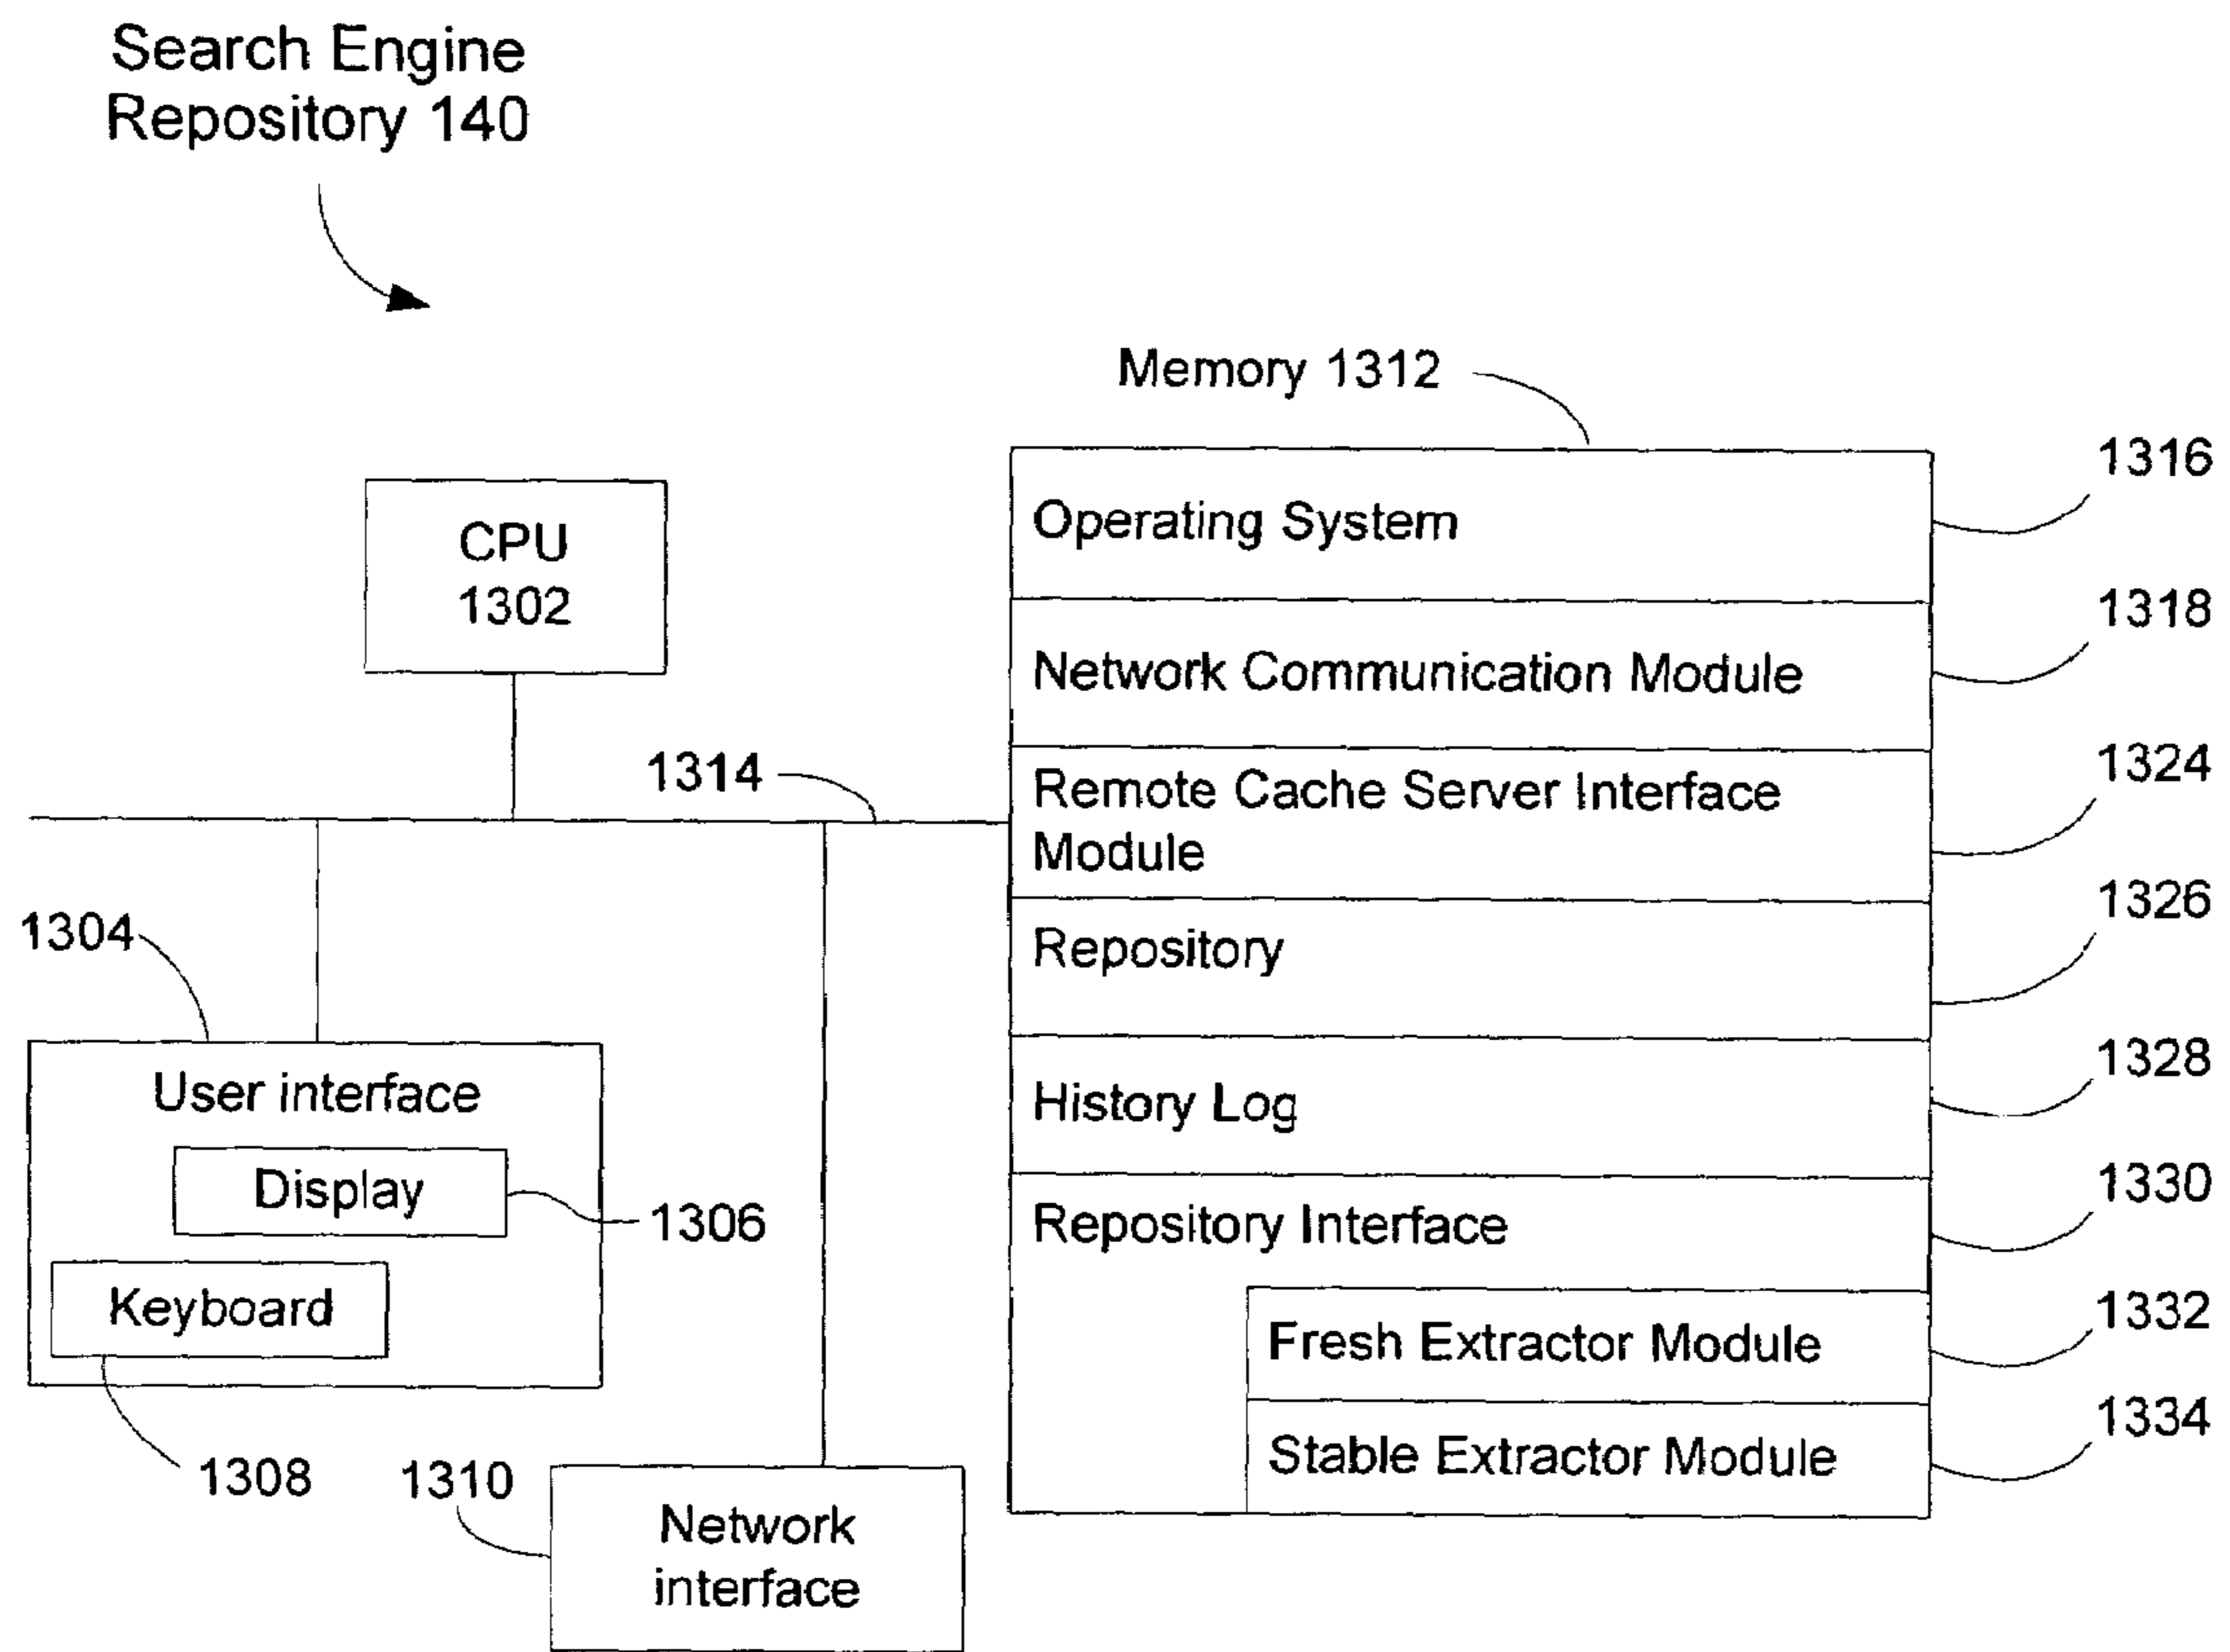 Search Engine
Repository 140
Memory 1312
CPU
1302
1314
1304
User interface
Display
1306
Keyboard
1308
1310
Network
interface
Operating System
1316
Network Communication Module
1318
Remote Cache Server Interface
Module
1324
Repository
1326
History Log
1328
Repository Interface
1330
Fresh Extractor Module
1332
Stable Extractor Module
1334